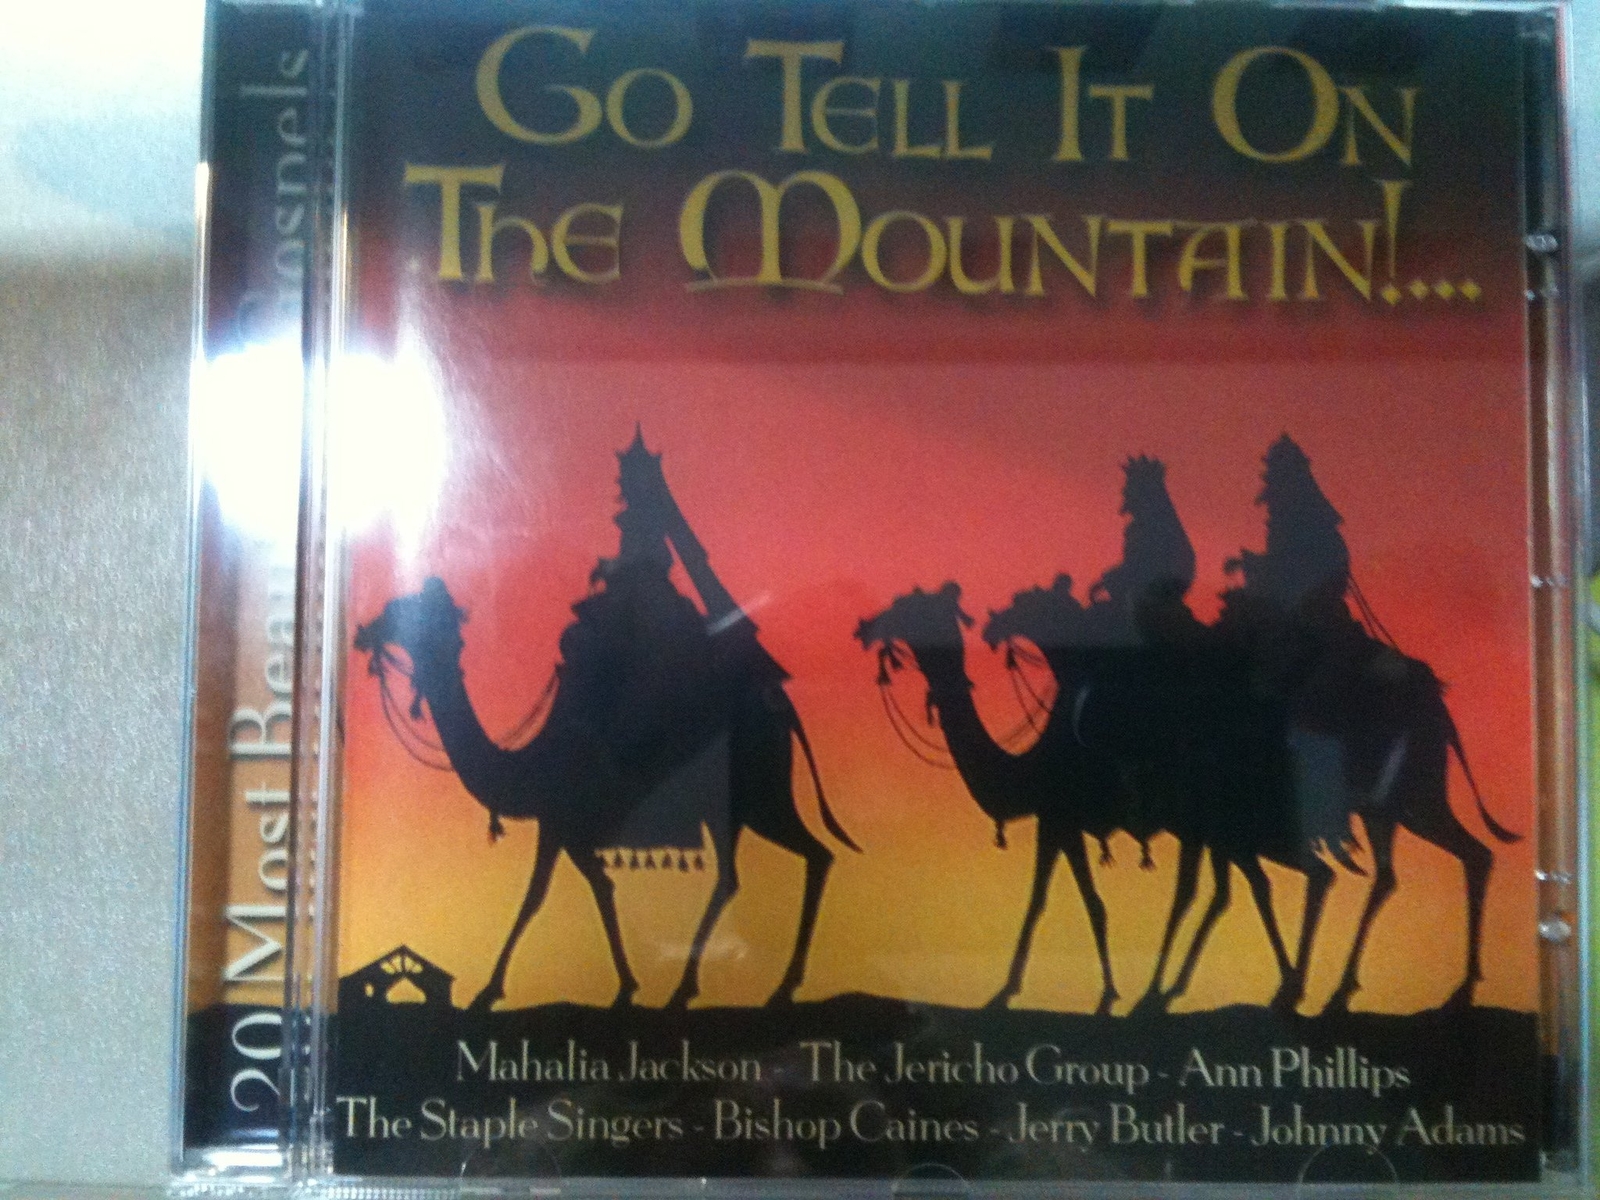 Go Tell It On
The Mountain!....
20 Most Beau Gospels
Mahalia Jackson - The Jericho Group - Ann Phillips
The Staple Singers - Bishop Caines - Jerry Butler - Johnny Adams